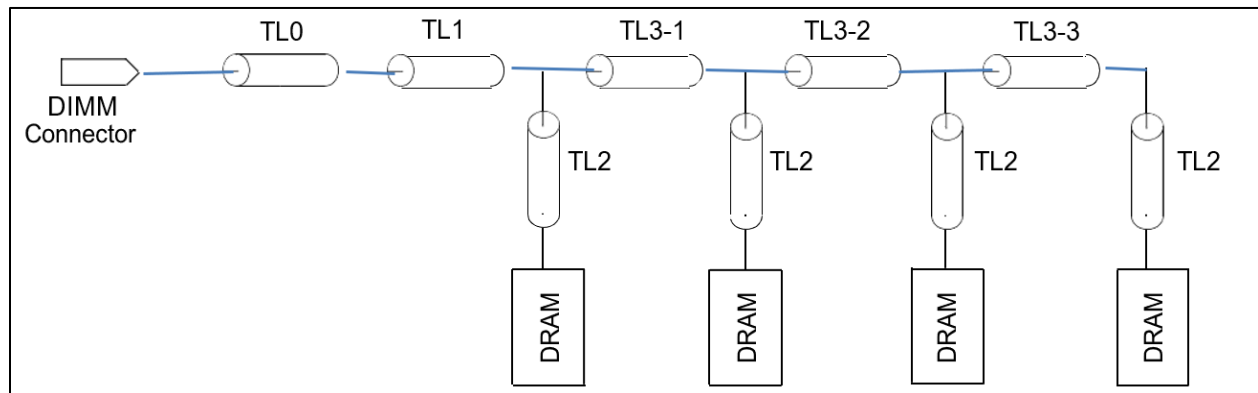 TL0
TL1
TL3-1
TL3-2
TL3-3
DIMM
Connector
TL2
TL2
TL2
TL2
DRAM
DRAM
DRAM
DRAM